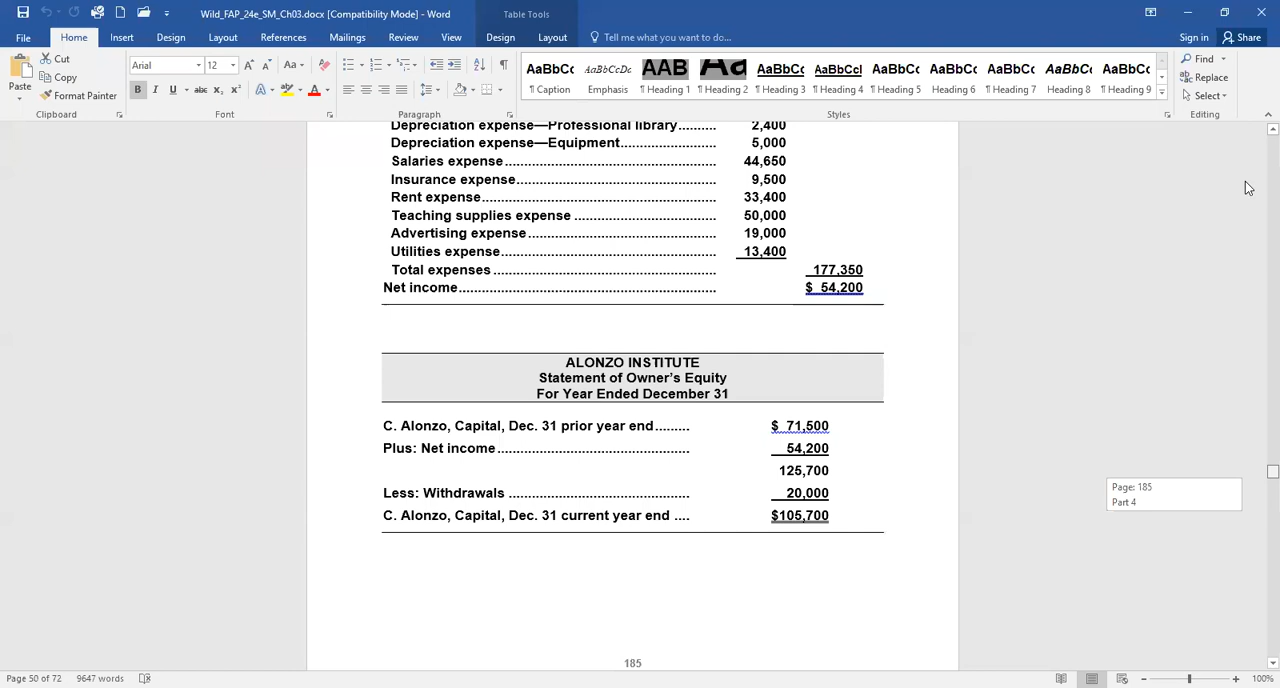 Wild_FAP_24e_SM_Ch03.docx [Compatibility Mode] - Word
Table Tools
File Home Insert Design Layout References Mailings Review View Design Layout Tell me what you want to do... Sign in Share
Paste
Cut
Copy
Format Painter
Clipboard
Arial 12
Aa
B I U abc X₂ X²
Font
Paragraph
AaBbCc AaBbCcDc AAB Aa AaBbCc AaBbCcI AaBbCc AaBbCc AaBbCc AaBbC AaBbCc
¶ Caption Emphasis ¶ Heading 1 ¶ Heading 2 ¶ Heading 3 ¶ Heading 4 ¶ Heading 5 Heading 6 ¶ Heading 7 Heading 8 ¶ Heading 9
Styles
Find
Replace
Select
Editing
Depreciation expense—Professional library.......... 2,400
Depreciation expense—Equipment........................ 5,000
Salaries expense..................................................... 44,650
Insurance expense.................................................. 9,500
Rent expense........................................................... 33,400
Teaching supplies expense ................................... 50,000
Advertising expense............................................... 19,000
Utilities expense...................................................... 13,400
Total expenses ........................................................ 177,350
Net income............................................................... $ 54,200
ALONZO INSTITUTE
Statement of Owner's Equity
For Year Ended December 31
C. Alonzo, Capital, Dec. 31 prior year end......... $ 71,500
Plus: Net income................................................ 54,200
125,700
Less: Withdrawals ............................................. 20,000
C. Alonzo, Capital, Dec. 31 current year end .... $105,700
Page: 185
Part 4
185
Page 50 of 72 9647 words
100%